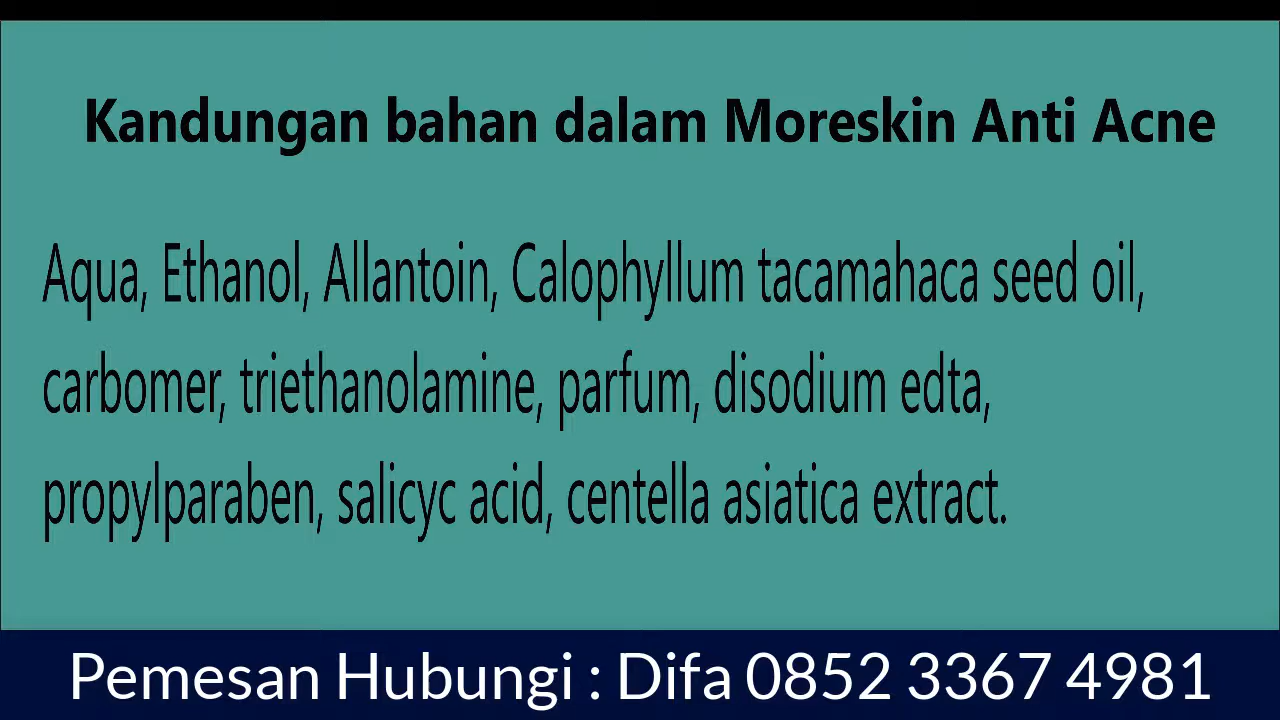 Kandungan bahan dalam Moreskin Anti Acne
Aqua, Ethanol, Allantoin, Calophyllum tacamahaca seed oil,
carbomer, triethanolamine, parfum, disodium edta,
propylparaben, salicyc acid, centella asiatica extract.
Pemesan Hubungi : Difa 0852 3367 4981